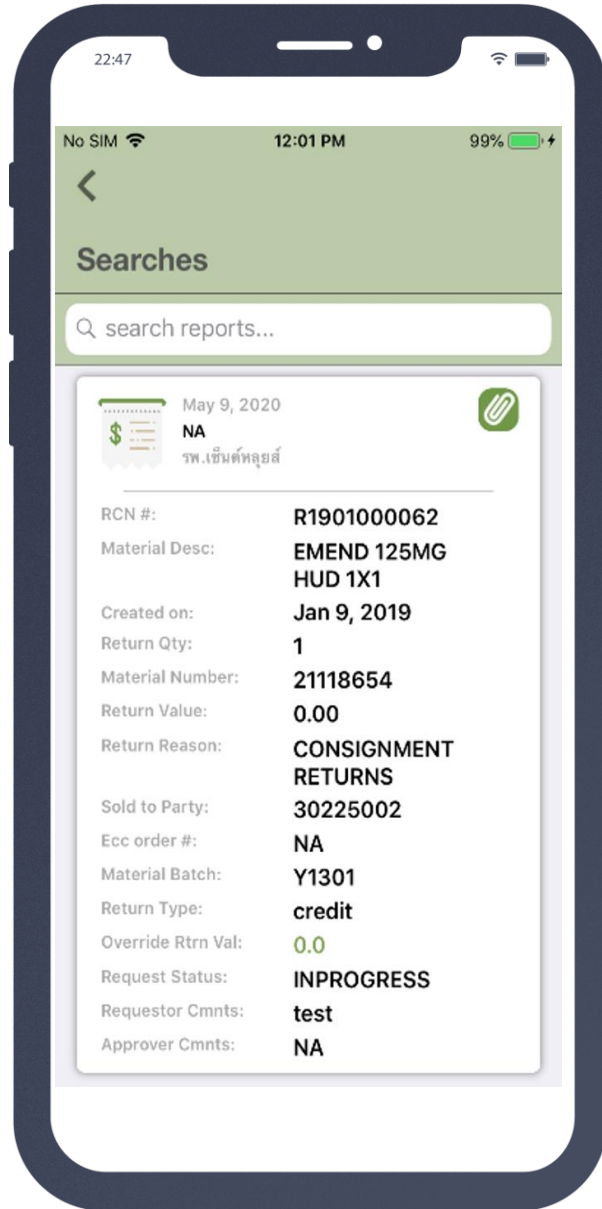 22:47
No SIM 12:01 PM 99%
Searches
search reports...
May 9, 2020
NA
รพ.เซ็นต์หลุยส์
RCN #: R1901000062
Material Desc: EMEND 125MG
HUD 1X1
Created on: Jan 9, 2019
Return Qty: 1
Material Number: 21118654
Return Value: 0.00
Return Reason: CONSIGNMENT
RETURNS
Sold to Party: 30225002
Ecc order #: NA
Material Batch: Y1301
Return Type: credit
Override Rtrn Val: 0.0
Request Status: INPROGRESS
Requestor Cmnts: test
Approver Cmnts: NA